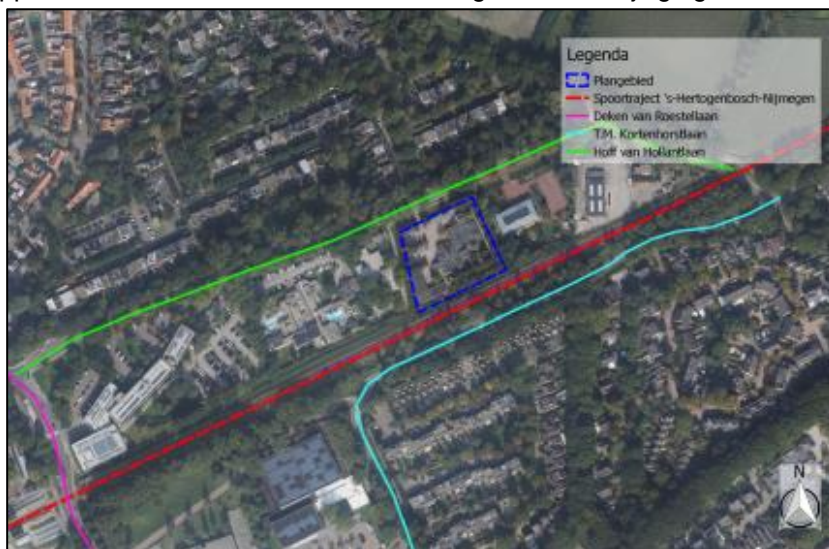 Legenda
Plangebied
Spoortraject 's-Hertogenbosch-Nijmegen
Deken van Roestellaan
T.M. Kortenhorstlaan
Hoff van Hollantlaan
N